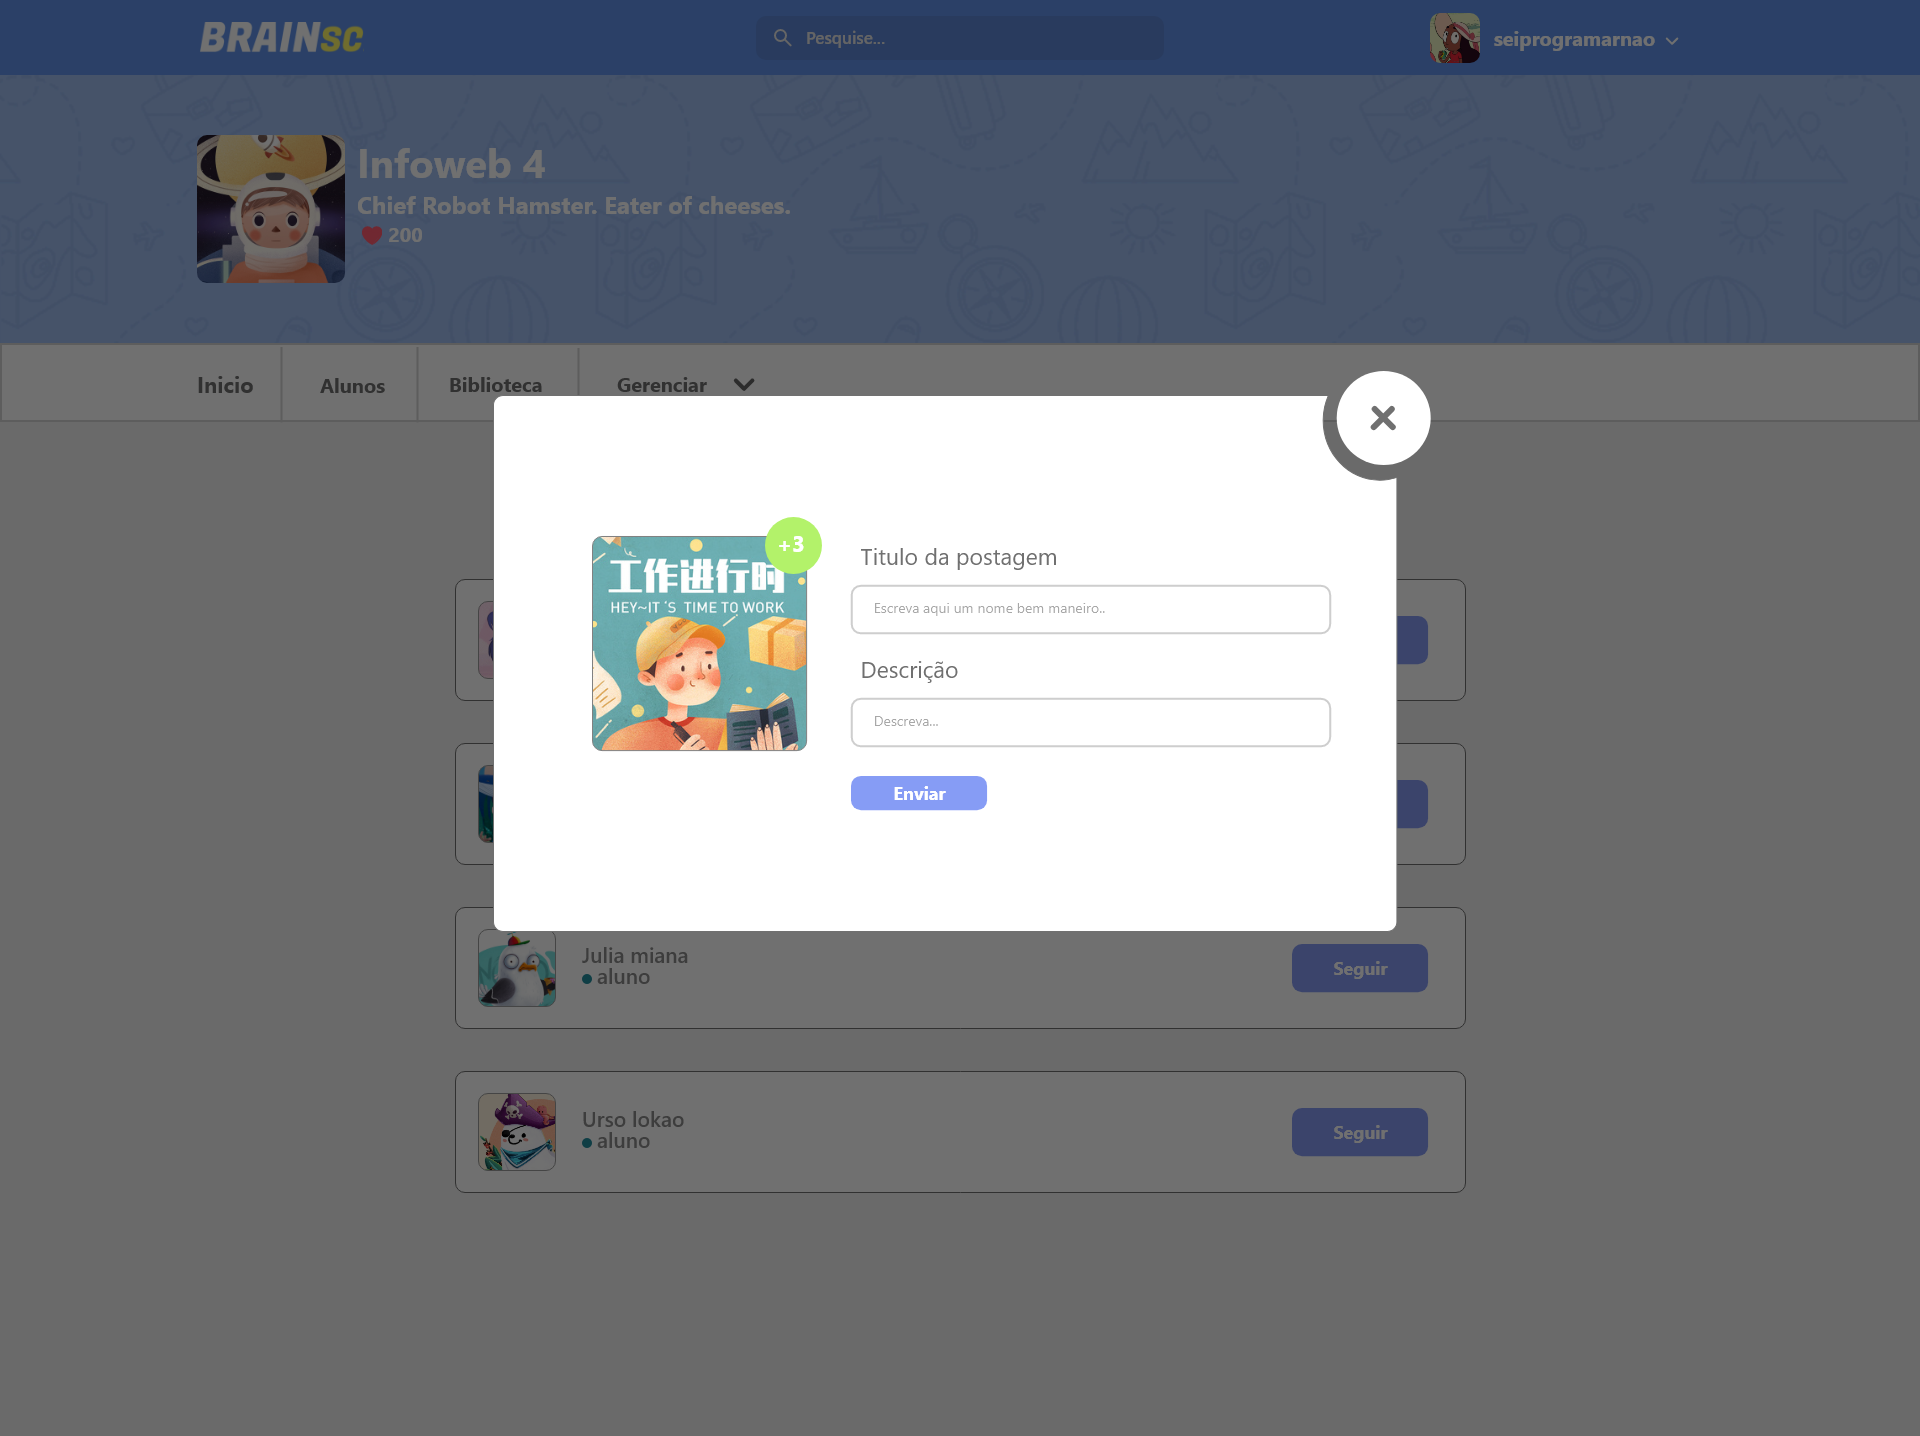 BRAINSC
Pesquise...
seiprogramarnao
Infoweb 4
Chief Robot Hamster. Eater of cheeses.
200
Inicio
Alunos
Biblioteca
Gerenciar
+3
工作进行时
HEY~IT 'S TIME TO WORK
Titulo da postagem
Escreva aqui um nome bem maneiro..
Descrição
Descreva...
Enviar
Julia miana
aluno
Seguir
Urso lokao
aluno
Seguir